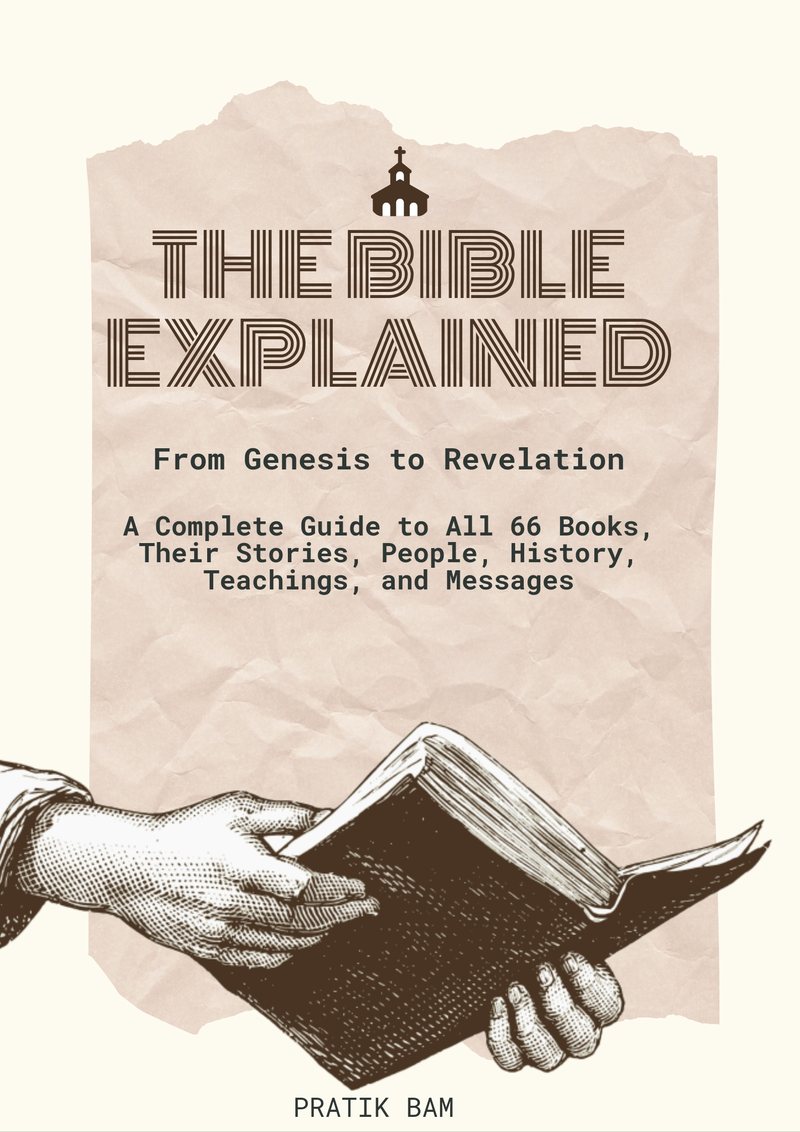 THE BIBLE
EXPLAINED
From Genesis to Revelation
A Complete Guide to All 66 Books,
Their Stories, People, History,
Teachings, and Messages
PRATIK BAM